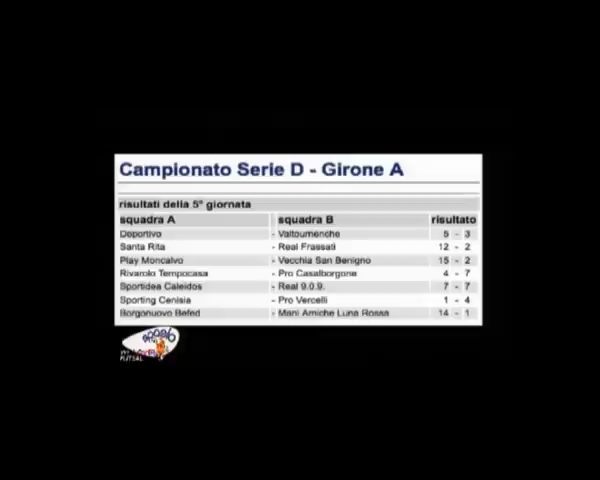 Campionato Serie D - Girone A
risultati della 5° giornata
squadra A squadra B risultato
Deportivo - Valtournenche 5 - 3
Santa Rita - Real Frassati 12 - 2
Play Moncalvo - Vecchia San Benigno 15 - 2
Rivarolo Tempocasa - Pro Casalborgone 4 - 7
Sportidea Caleidos - Real 9.0.9. 7 - 7
Sporting Cenisia - Pro Vercelli 1 - 4
Borgonuovo Befed - Mani Amiche Luna Rossa 14 - 1
FUTSAL